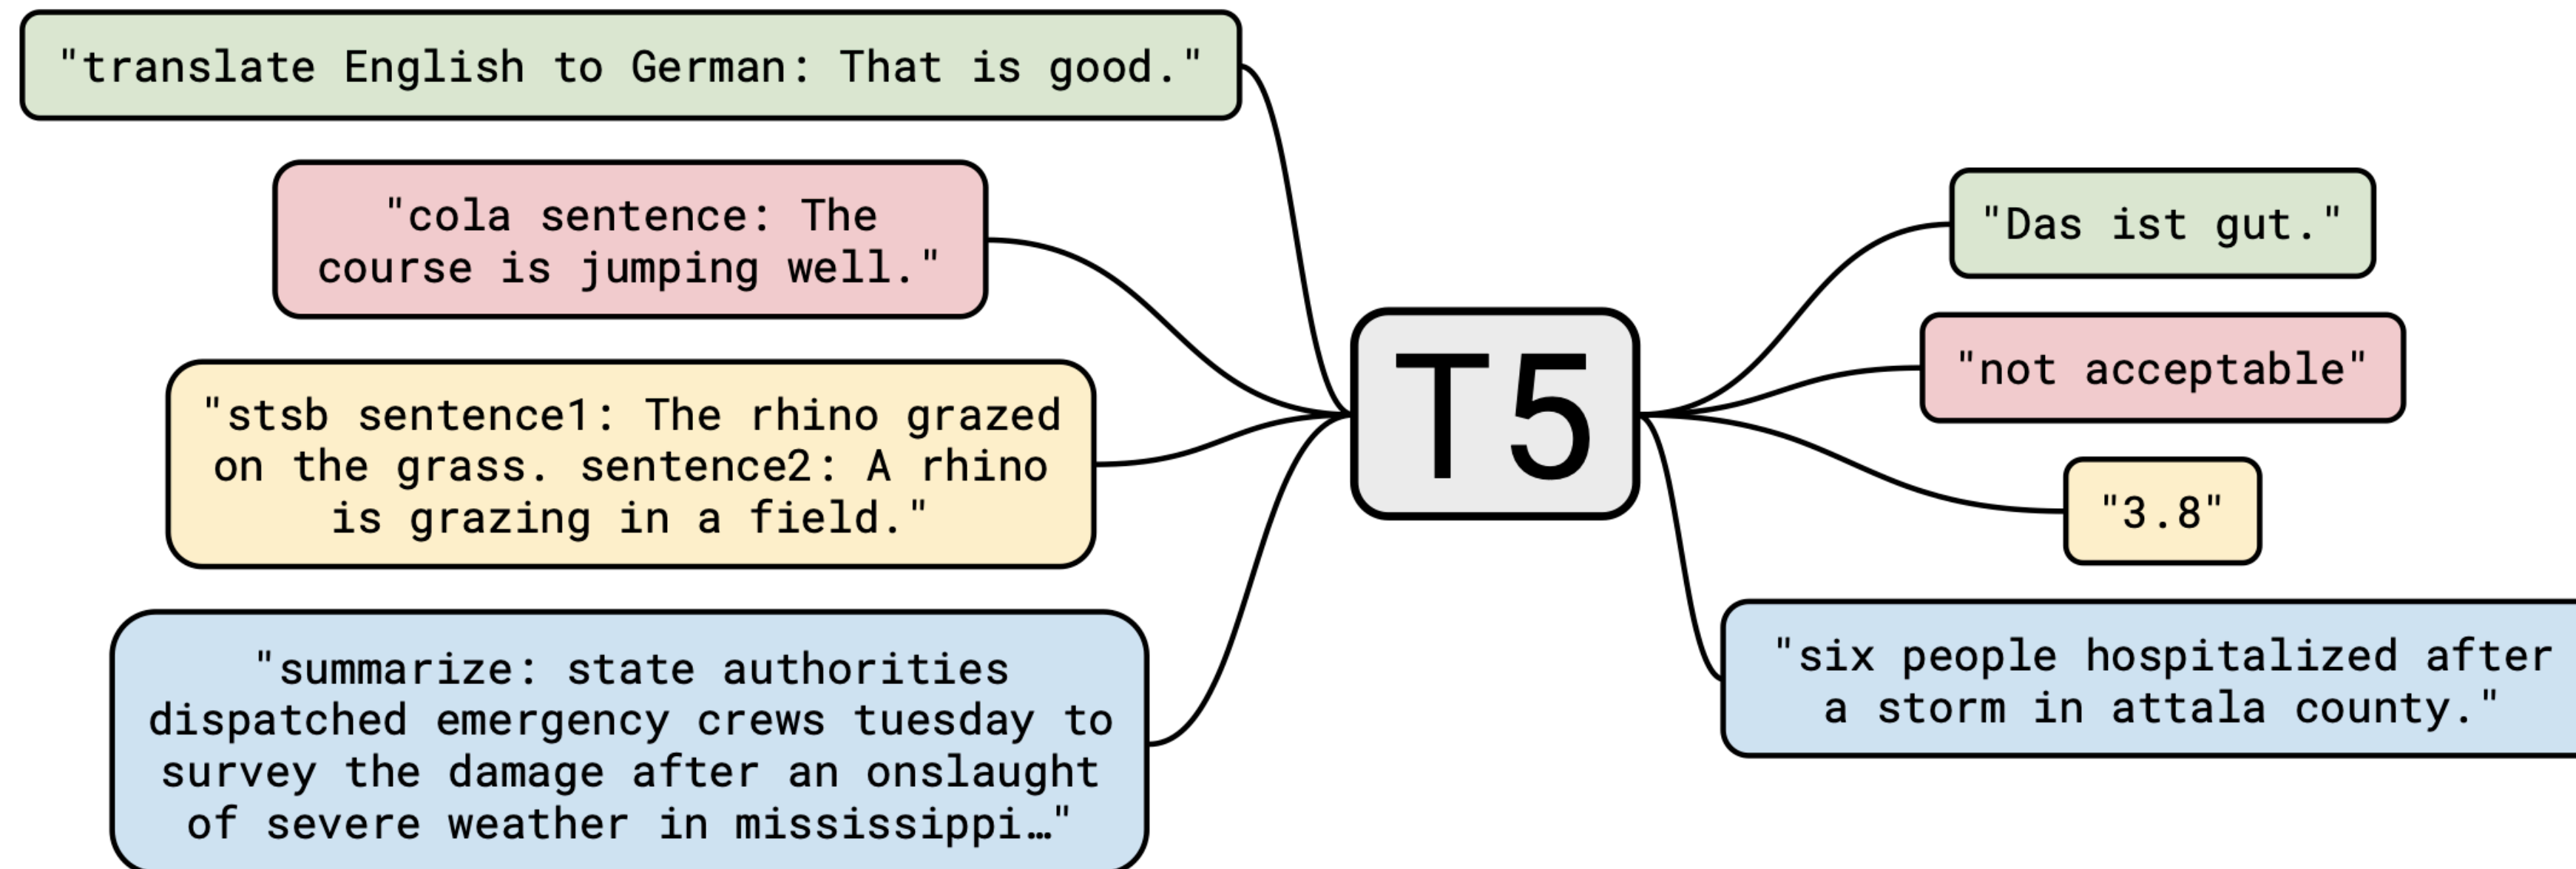 "translate English to German: That is good."
"cola sentence: The
course is jumping well."
"stsb sentence1: The rhino grazed
on the grass. sentence2: A rhino
is grazing in a field."
"summarize: state authorities
dispatched emergency crews tuesday to
survey the damage after an onslaught
of severe weather in mississippi…"
T5
"Das ist gut."
"not acceptable"
"3.8"
"six people hospitalized after
a storm in attala county."